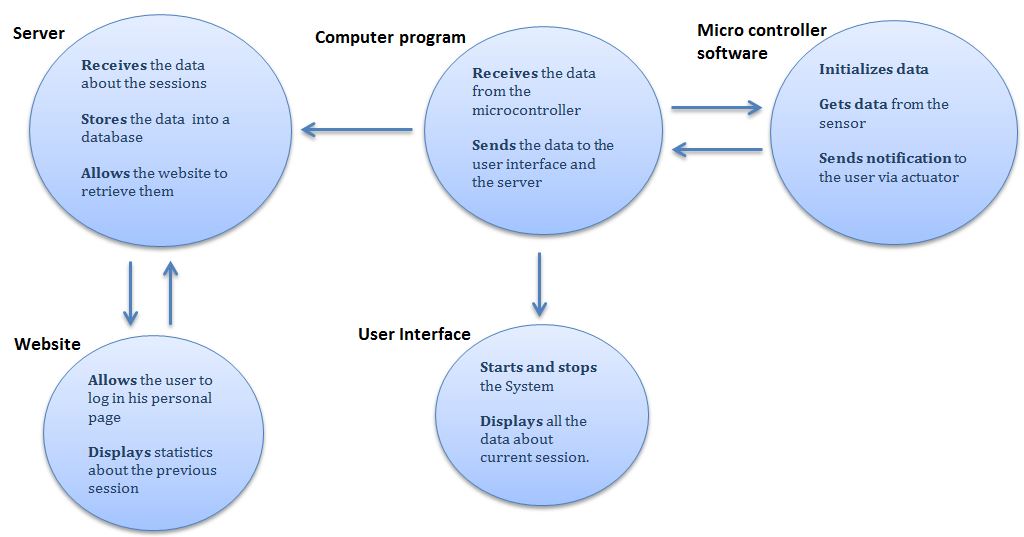 Server
Receives the data
about the sessions
Stores the data into a
database
Allows the website to
retrieve them
Computer program
Receives the data
from the
microcontroller
Sends the data to the
user interface and
the server
Micro controller
software
Initializes data
Gets data from the
sensor
Sends notification to
the user via actuator
Website
Allows the user to
log in his personal
page
Displays statistics
about the previous
session
User Interface
Starts and stops
the System
Displays all the
data about
current session.